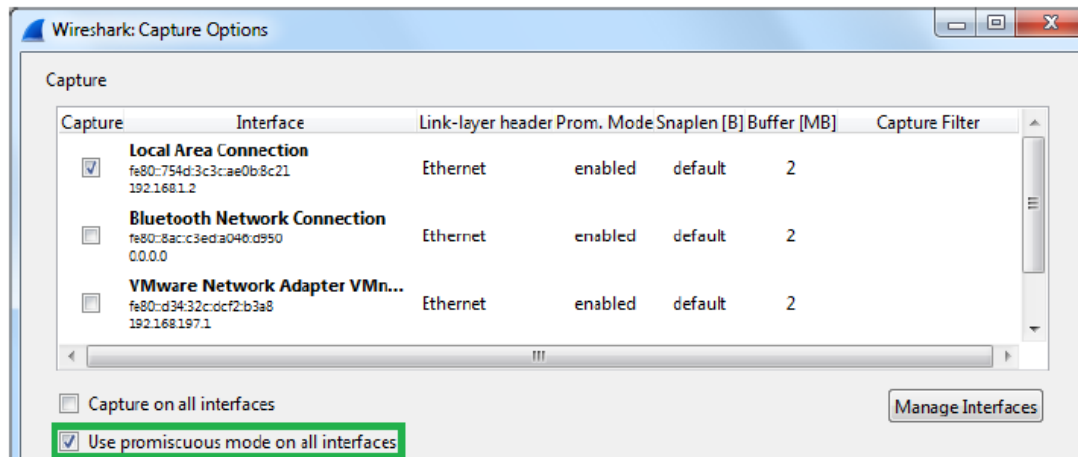 Wireshark: Capture Options
Capture
Capture Interface Link-layer header Prom. Mode Snaplen [B] Buffer [MB] Capture Filter
Local Area Connection
fe80::754d:3c3c:ae0b:8c21
192.168.1.2
Ethernet enabled default 2
Bluetooth Network Connection
fe80::8ac:c3ed:a046:d950
0.0.0.0
Ethernet enabled default 2
VMware Network Adapter VMn...
fe80::d34:32c:dcf2:b3a8
192.168.197.1
Ethernet enabled default 2
Capture on all interfaces
Manage Interfaces
Use promiscuous mode on all interfaces